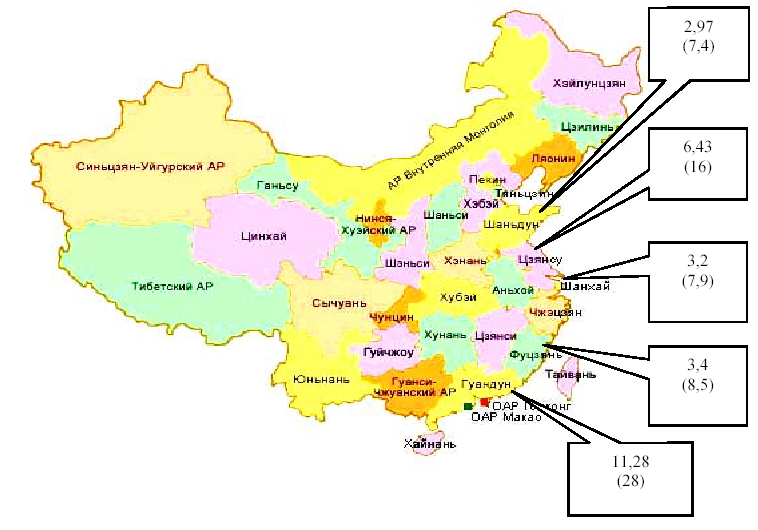 2,97
(7,4)
Хэйлунцзян
Цзилинь
АР Внутренняя Монголия
Ляонин
6,43
(16)
Синьцзян-Уйгурский АР
Ганьсу
Пекин
Тяньцзинь
Хэбэй
Нинся-
Хуэйский АР
Шаньси
Шаньдун
Цинхай
Шэньси
Хэнань
Цзянсу
3,2
(7,9)
Тибетский АР
Сычуань
Хубэи
Аньхой
Шанхай
Чунцин
Чжэцзян
Хунань
Цзянси
Гуйчжоу
Фуцзянь
3,4
(8,5)
Юньнань
Гуанси-
Чжуанский АР
Гуандун
Тайвань
ОАР
ОАР Макао
Хайнань
11,28
(28)